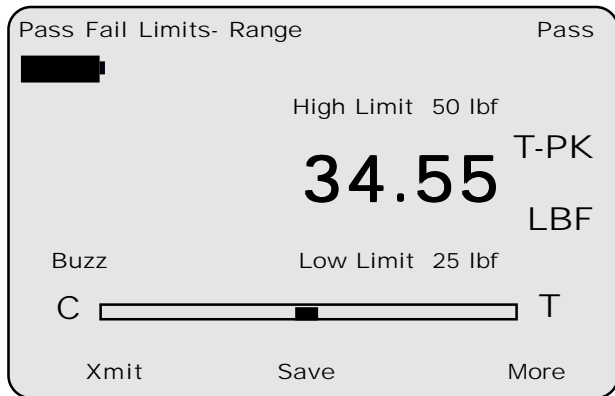 Pass Fail Limits- Range Pass
High Limit 50 lbf
T-PK
34.55
LBF
Buzz Low Limit 25 lbf
C T
Xmit Save More